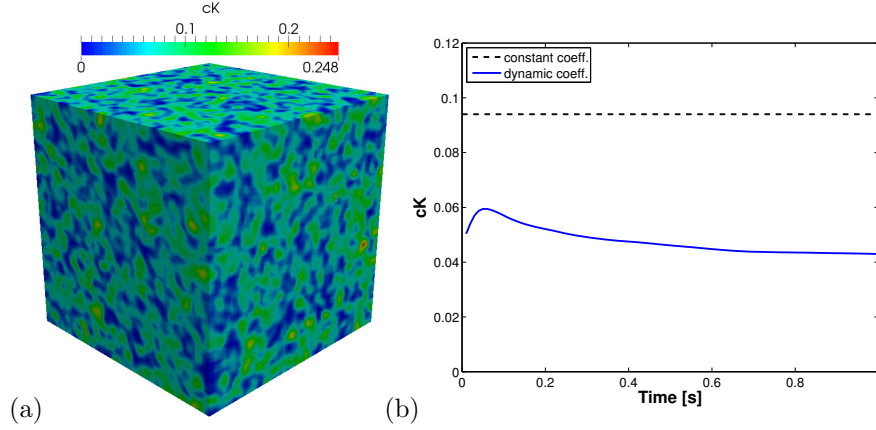 cK
0.1 0.2
0 0.248
(a)
0.12
0.1
0.08
0.06
0.04
0.02
0
cK
constant coeff.
dynamic coeff.
0 0.2 0.4 0.6 0.8
Time [s]
(b)